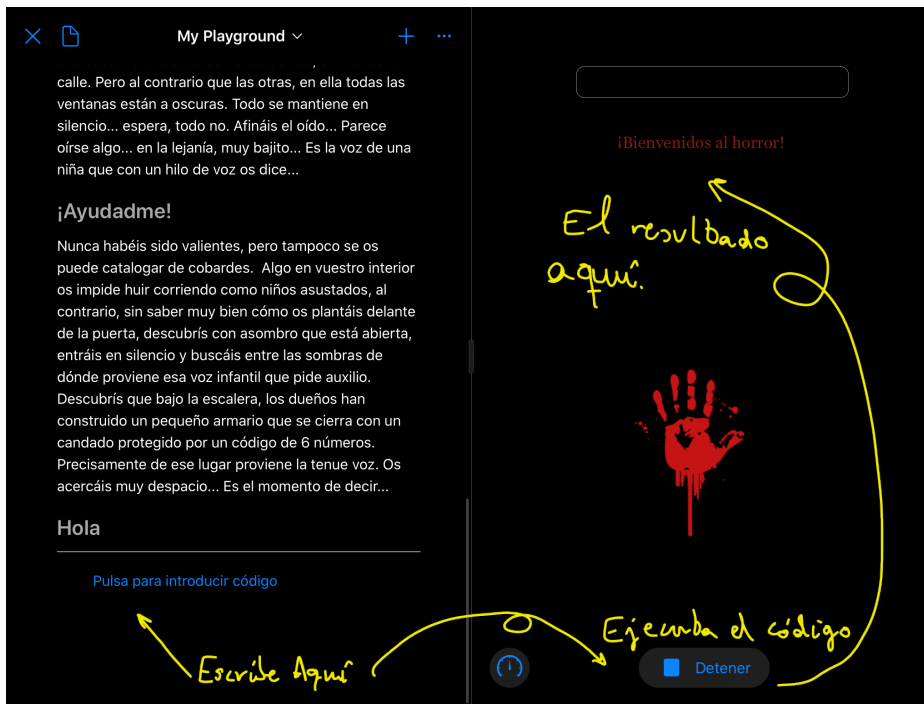 My Playground
calle. Pero al contrario que las otras, en ella todas las
ventanas están a oscuras. Todo se mantiene en
silencio... espera, todo no. Afináis el oído... Parece
oírse algo... en la lejanía, muy bajito... Es la voz de una
niña que con un hilo de voz os dice...
¡Ayudadme!
Nunca habéis sido valientes, pero tampoco se os
puede catalogar de cobardes.  Algo en vuestro interior
os impide huir corriendo como niños asustados, al
contrario, sin saber muy bien cómo os plantáis delante
de la puerta, descubrís con asombro que está abierta,
entráis en silencio y buscáis entre las sombras de
dónde proviene esa voz infantil que pide auxilio.
Descubrís que bajo la escalera, los dueños han
construido un pequeño armario que se cierra con un
candado protegido por un código de 6 números.
Precisamente de ese lugar proviene la tenue voz. Os
acercáis muy despacio... Es el momento de decir...
Hola
Pulsa para introducir código
Escribe Aquí
¡Bienvenidos al horror!
El resultado
aquí.
Ejecuta el código
Detener